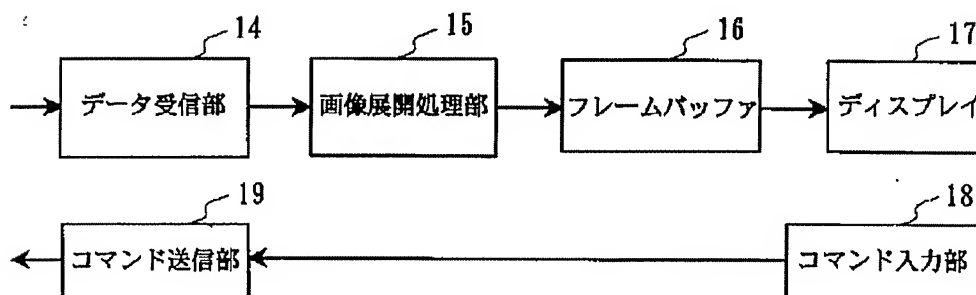 14
15
16
17
データ受信部
画像展開処理部
フレームバッファ
ディスプレイ
19
18
コマンド送信部
コマンド入力部